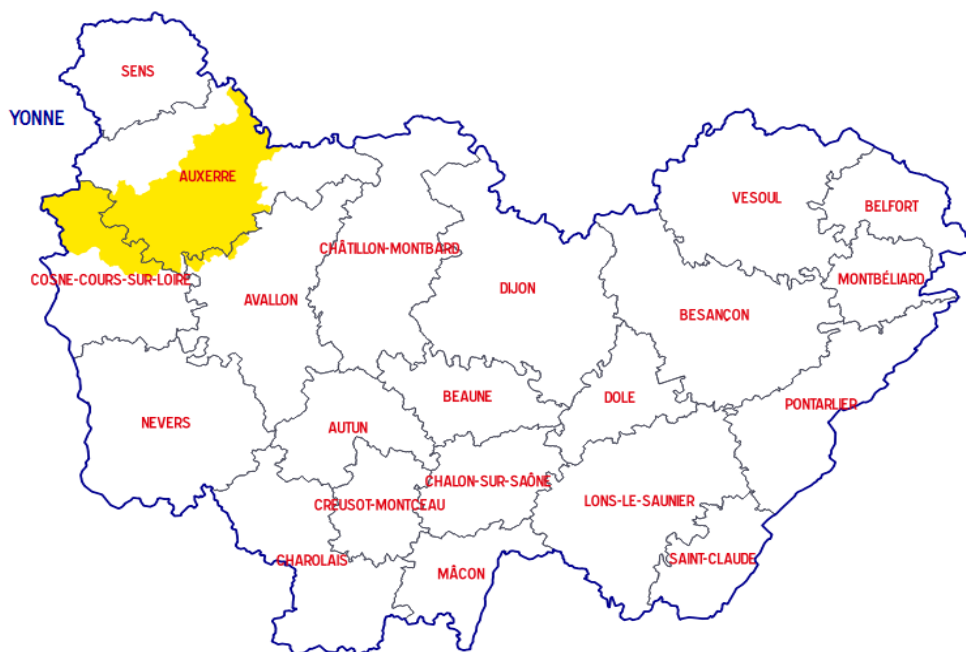 SENS
YONNE
AUXERRE
VESOUL
BELFORT
CHÂTILLON-MONTBARD
COSNE-COURS-SUR-LOIRE
MONTBÉLIARD
DIJON
AVALLON
BESANÇON
BEAUNE
DOLE
PONTARLIER
NEVERS
AUTUN
CHALON-SUR-SAÔNE
LONS-LE-SAUNIER
CREUSOT-MONTCEAU
CHAROLAIS
SAINT-CLAUDE
MÂCON